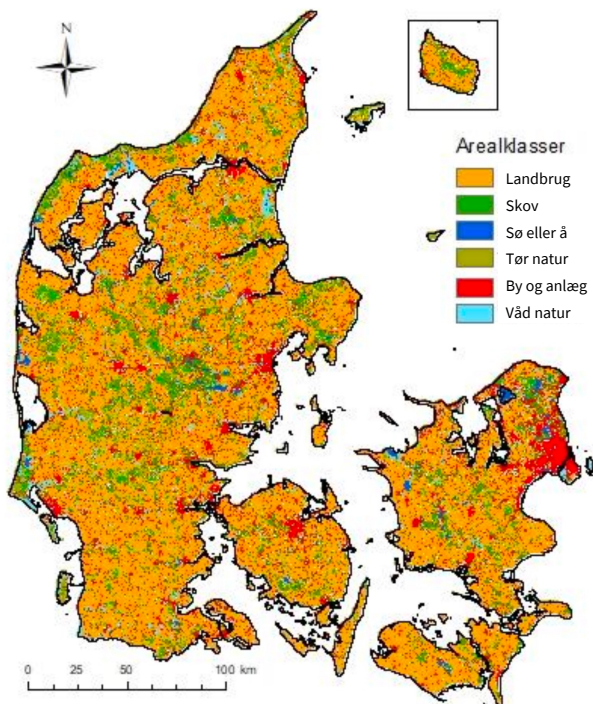 N
Arealklasser
Landbrug
Skov
Sø eller å
Tør natur
By og anlæg
Våd natur
0 25 50 100 km